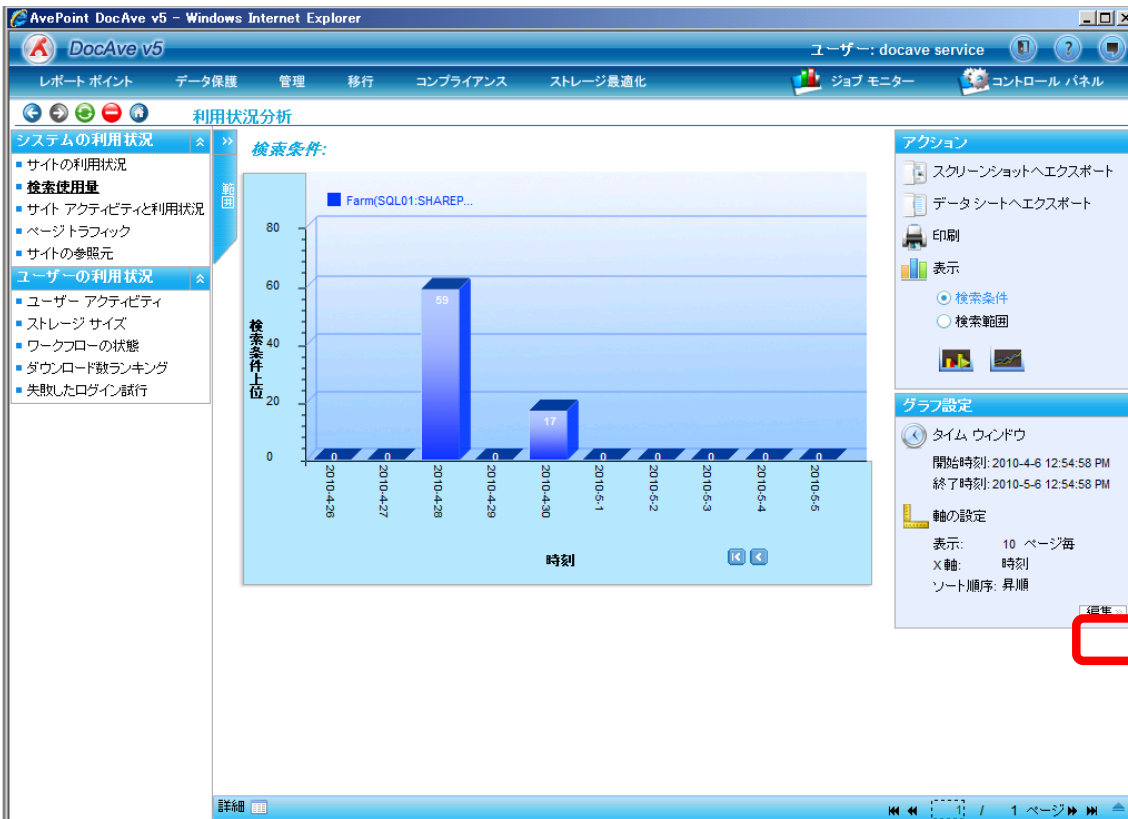 AvePoint DocAve v5 - Windows Internet Explorer
DocAve v5
ユーザー: docave service
レポート ポイント データ保護 管理 移行 コンプライアンス ストレージ最適化 ジョブ モニター コントロール パネル
利用状況分析
システムの利用状況
サイトの利用状況
検索使用量
サイト アクティビティと利用状況
ページ トラフィック
サイトの参照元
ユーザーの利用状況
ユーザー アクティビティ
ストレージ サイズ
ワークフローの状態
ダウンロード数ランキング
失敗したログイン試行
範囲
検索条件:
Farm(SQL01:SHAREP...
検索条件上位
80
60
40
20
0
0 0 59 0 17 0 0 0 0 0
2010-4-26 2010-4-27 2010-4-28 2010-4-29 2010-4-30 2010-5-1 2010-5-2 2010-5-3 2010-5-4 2010-5-5
時刻
アクション
スクリーンショットへエクスポート
データ シートへエクスポート
印刷
表示
検索条件
検索範囲
グラフ設定
タイム ウィンドウ
開始時刻: 2010-4-6 12:54:58 PM
終了時刻: 2010-5-6 12:54:58 PM
軸の設定
表示: 10 ページ毎
X 軸: 時刻
ソート順序: 昇順
編集
詳細
1 / 1 ページ